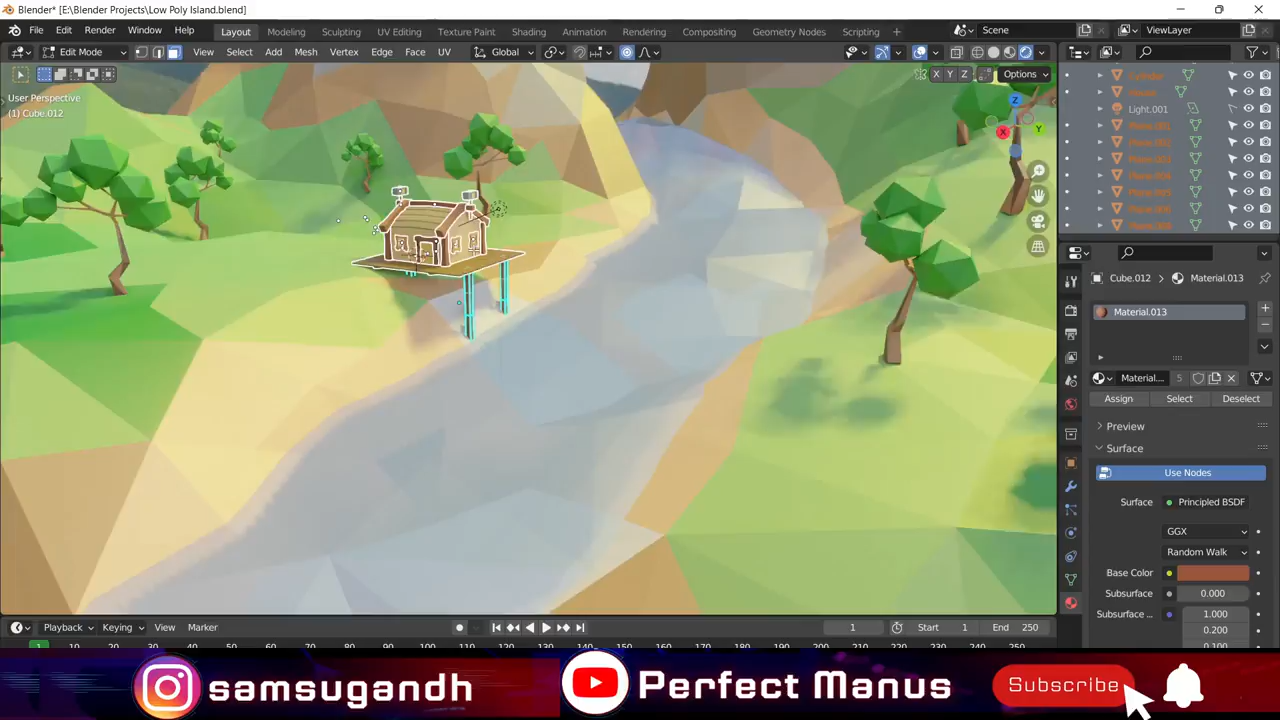 Blender* [E:\Blender Projects\Low Poly Island.blend]
File Edit Render Window Help Layout Modeling Sculpting UV Editing Texture Paint Shading Animation Rendering Compositing Geometry Nodes Scripting + Scene ViewLayer
Edit Mode View Select Add Mesh Vertex Edge Face UV Global
X Y Z Options
User Perspective
(1) Cube.012
Z
Y
X
Light.001
Cube.012 > Material.013
Material.013
Material... 5
Assign Select Deselect
Preview
Surface
Use Nodes
Surface Principled BSDF
GGX
Random Walk
Base Color
Subsurface 0.000
Subsurface ... 1.000
0.200
Playback Keying View Marker 1 Start 1 End 250
samsugandh Perfect Manus Subscribe